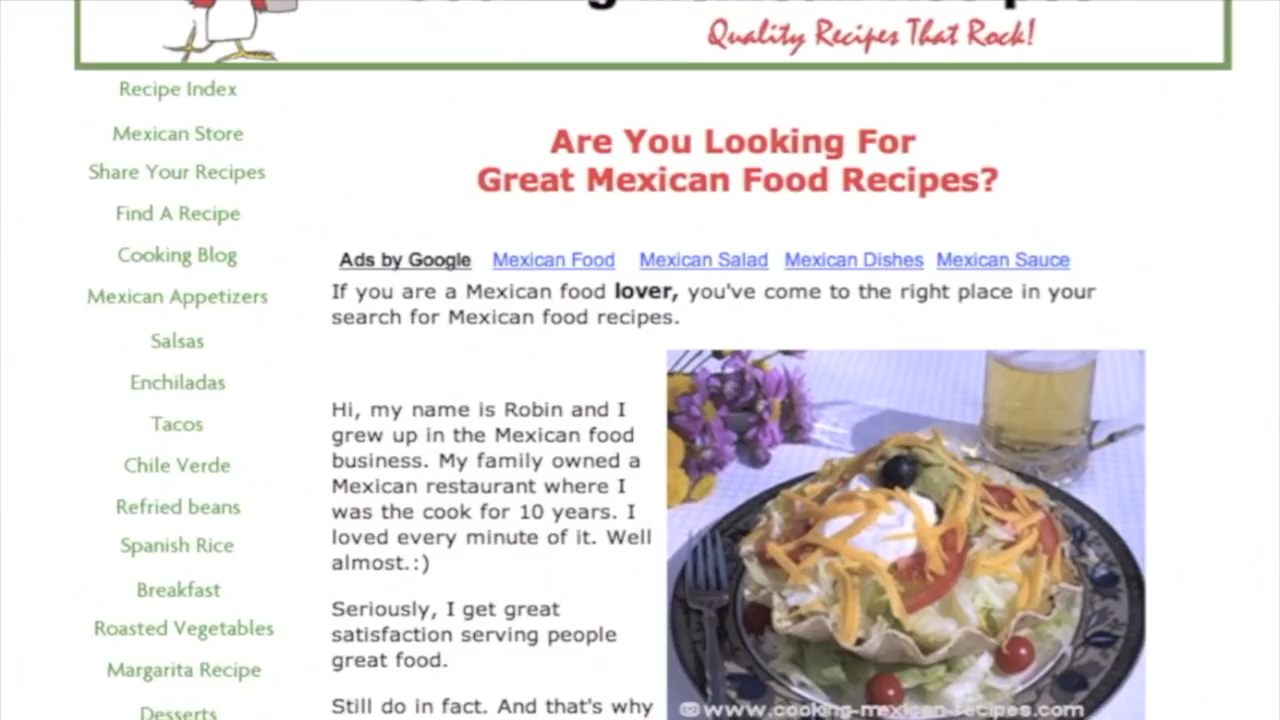 Quality Recipes That Rock!
Recipe Index
Mexican Store
Share Your Recipes
Find A Recipe
Cooking Blog
Mexican Appetizers
Salsas
Enchiladas
Tacos
Chile Verde
Refried beans
Spanish Rice
Breakfast
Roasted Vegetables
Margarita Recipe
Desserts
Are You Looking For
Great Mexican Food Recipes?
Ads by Google Mexican Food Mexican Salad Mexican Dishes Mexican Sauce
If you are a Mexican food lover, you've come to the right place in your
search for Mexican food recipes.
Hi, my name is Robin and I
grew up in the Mexican food
business. My family owned a
Mexican restaurant where I
was the cook for 10 years. I
loved every minute of it. Well
almost.:)
Seriously, I get great
satisfaction serving people
great food.
Still do in fact. And that's why
© www.cooking-mexican-recipes.com